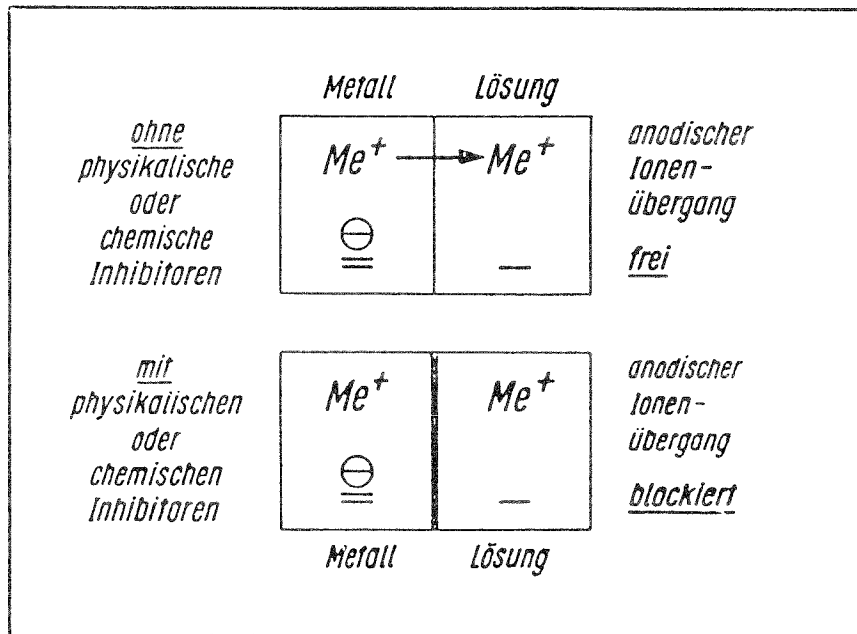 Metall Lösung
ohne
physikalische
oder
chemische
Inhibitoren
Me⁺ → Me⁺
⊖ –
anodischer
Ionen-
übergang
frei
mit
physikalischen
oder
chemischen
Inhibitoren
Me⁺ Me⁺
⊖ –
anodischer
Ionen-
übergang
blockiert
Metall Lösung